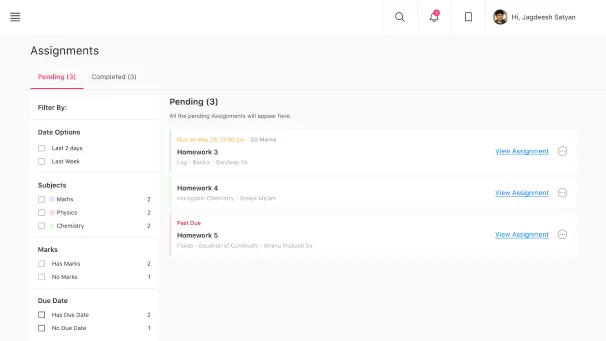 3
Hi, Jagdeesh Satyan
Assignments
Pending (3)
Completed (3)
Filter By:
Date Options
Last 2 days
Last Week
Subjects
Maths 2
Physics 2
Chemistry 2
Marks
Has Marks 2
No Marks 1
Due Date
Has Due Date 2
No Due Date 1
Pending (3)
All the pending Assignments will appear here.
Due on May 28, 12:30 pm · 20 Marks
Homework 3
Log · Basics · Sandeep Sir
View Assignment
Homework 4
Inorganic Chemistry · Sreeja Ma'am
View Assignment
Past Due
Homework 5
Fluids · Equation of Continuity · Bhanu Prakash Sir
View Assignment